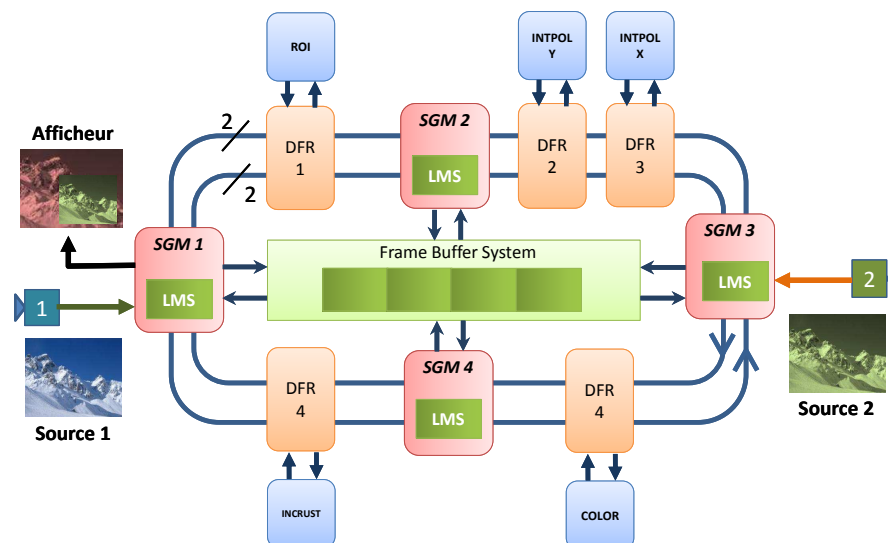 ROI
INTPOL
Y
INTPOL
X
2
2
Afficheur
DFR
1
SGM 2
LMS
DFR
2
DFR
3
SGM 1
LMS
Frame Buffer System
SGM 3
LMS
1
2
Source 1
Source 2
DFR
4
SGM 4
LMS
DFR
4
INCRUST
COLOR